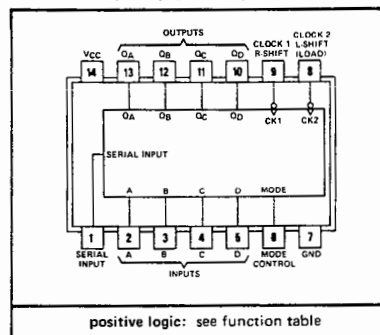 OUTPUTS
CLOCK 1 CLOCK 2
VCC QA QB QC QD R-SHIFT L-SHIFT
(LOAD)
14 13 12 11 10 9 8
QA QB QC QD CK1 CK2
SERIAL INPUT
A B C D MODE
1 2 3 4 5 6 7
SERIAL A B C D MODE GND
INPUT INPUTS CONTROL
positive logic: see function table